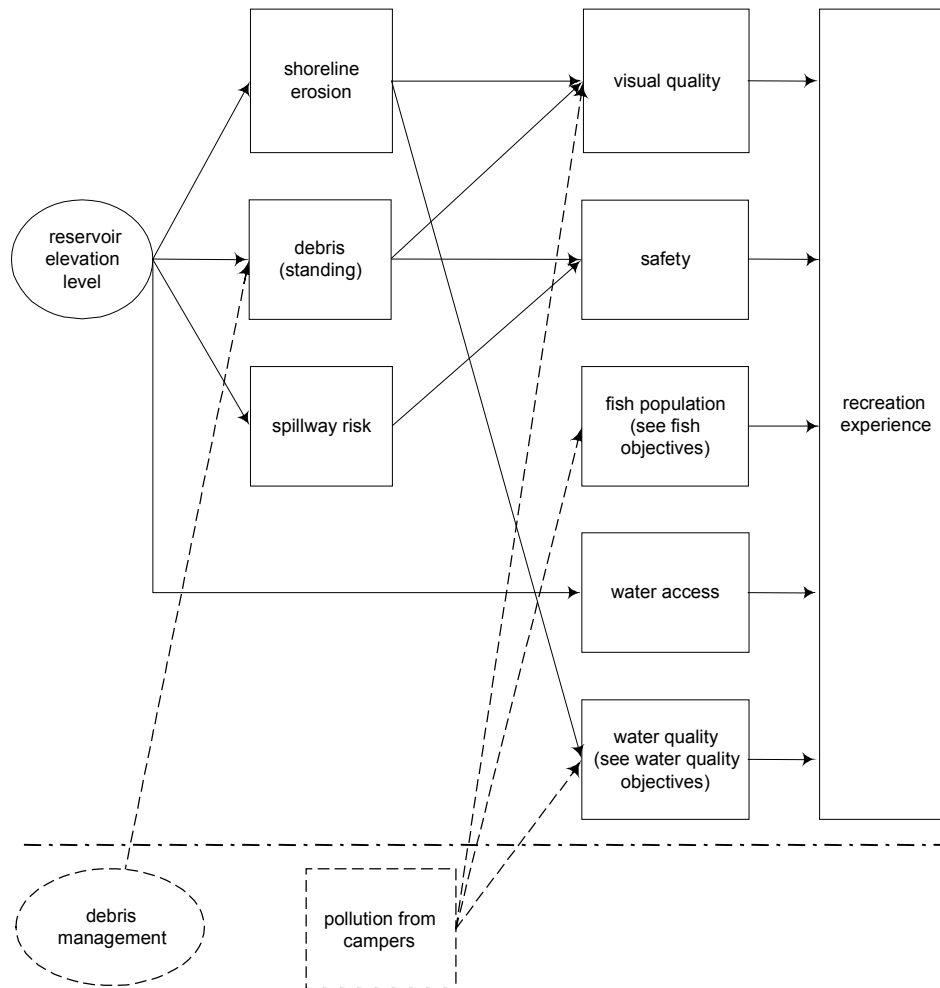 shoreline
erosion
visual quality
reservoir
elevation
level
debris
(standing)
safety
spillway risk
fish population
(see fish
objectives)
recreation
experience
water access
water quality
(see water quality
objectives)
debris
management
pollution from
campers